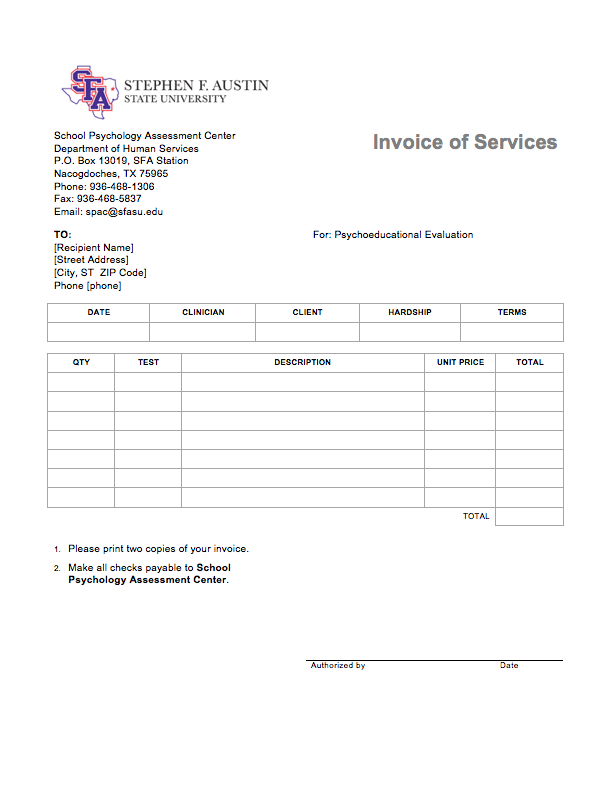 SFA
STEPHEN F. AUSTIN
STATE UNIVERSITY
School Psychology Assessment Center
Department of Human Services
P.O. Box 13019, SFA Station
Nacogdoches, TX 75965
Phone: 936-468-1306
Fax: 936-468-5837
Email: spac@sfasu.edu
Invoice of Services
TO:
[Recipient Name]
[Street Address]
[City, ST  ZIP Code]
Phone [phone]
For: Psychoeducational Evaluation
DATE CLINICIAN CLIENT HARDSHIP TERMS
QTY TEST DESCRIPTION UNIT PRICE TOTAL
TOTAL
1. Please print two copies of your invoice.
2. Make all checks payable to School
Psychology Assessment Center.
Authorized by Date